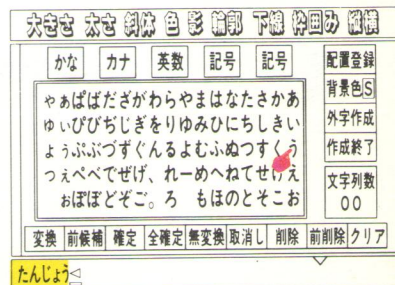 大きさ 太さ 斜体 色 影 輪郭 下線 枠囲み 縦横
かな カナ 英数 記号 記号
配置登録
背景色S
外字作成
作成終了
文字列数
00
ゃぁぱばだざがわらやまはなたさかあ
ゅぃぴびぢじぎをりゆみひにちしきい
ょぅぷぶづずぐんるよむふぬつすくう
っぇぺべでぜげ、れーめへねてせけえ
ぉぽぼどぞご。ろ もほのとそこお
変換 前候補 確定 全確定 無変換 取消し 削除 前削除 クリア
たんじょう